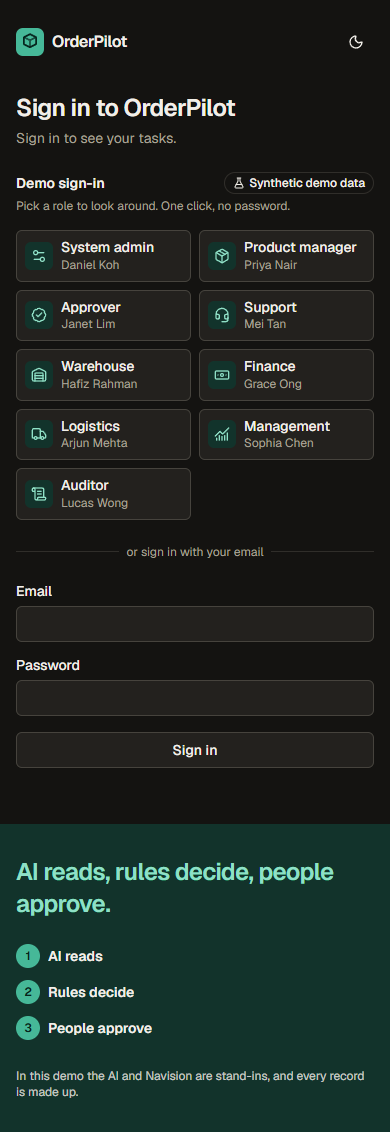 OrderPilot
Sign in to OrderPilot
Sign in to see your tasks.
Demo sign-in
Synthetic demo data
Pick a role to look around. One click, no password.
System admin
Daniel Koh
Product manager
Priya Nair
Approver
Janet Lim
Support
Mei Tan
Warehouse
Hafiz Rahman
Finance
Grace Ong
Logistics
Arjun Mehta
Management
Sophia Chen
Auditor
Lucas Wong
or sign in with your email
Email
Password
Sign in
AI reads, rules decide, people
approve.
1 AI reads
2 Rules decide
3 People approve
In this demo the AI and Navision are stand-ins, and every record
is made up.